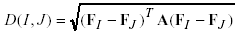 D(I, J) = √((F_I − F_J)^T A(F_I − F_J))